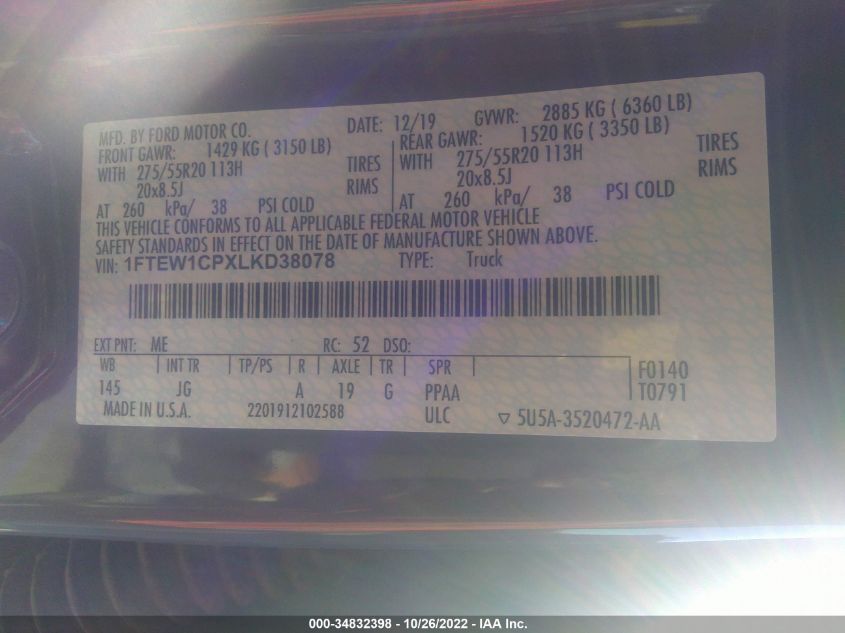 MFD. BY FORD MOTOR CO. DATE: 12/19 GVWR: 2885 KG ( 6360 LB)
FRONT GAWR: 1429 KG ( 3150 LB) REAR GAWR: 1520 KG ( 3350 LB)
WITH 275/55R20 113H TIRES WITH 275/55R20 113H TIRES
20x8.5J RIMS 20x8.5J RIMS
AT 260 kPa/ 38 PSI COLD AT 260 kPa/ 38 PSI COLD
THIS VEHICLE CONFORMS TO ALL APPLICABLE FEDERAL MOTOR VEHICLE
SAFETY STANDARDS IN EFFECT ON THE DATE OF MANUFACTURE SHOWN ABOVE.
VIN: 1FTEW1CPXLKD38078 TYPE: Truck
EXT PNT: ME RC: 52 DSO:
WB INT TR TP/PS R AXLE TR SPR F0140
145 JG A 19 G PPAA T0791
MADE IN U.S.A. 2201912102588 ULC ▽ 5U5A-3520472-AA
000-34832398 - 10/26/2022 - IAA Inc.